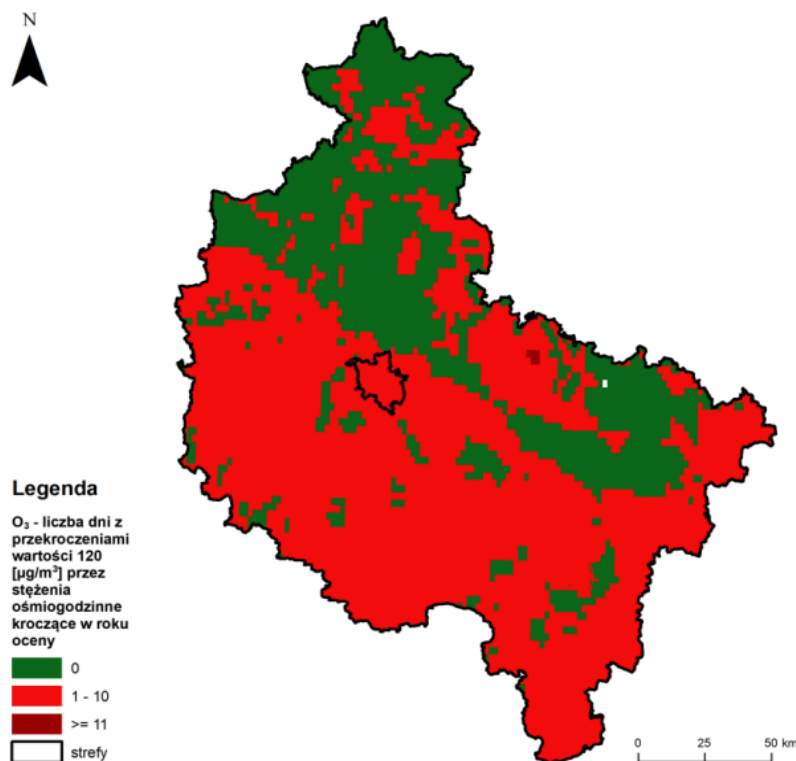 N
Legenda
O₃ - liczba dni z
przekroczeniami
wartości 120
[µg/m³] przez
stężenia
ośmiogodzinne
kroczące w roku
oceny
0
1 - 10
>= 11
strefy
0 25 50 km